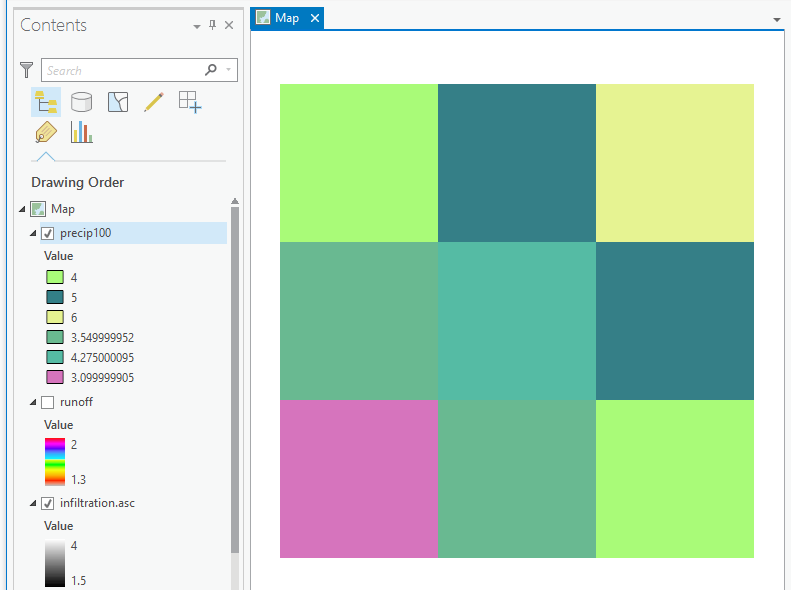 Contents
Map
Search
Drawing Order
Map
precip100
Value
4
5
6
3.549999952
4.275000095
3.099999905
runoff
Value
2
1.3
infiltration.asc
Value
4
1.5